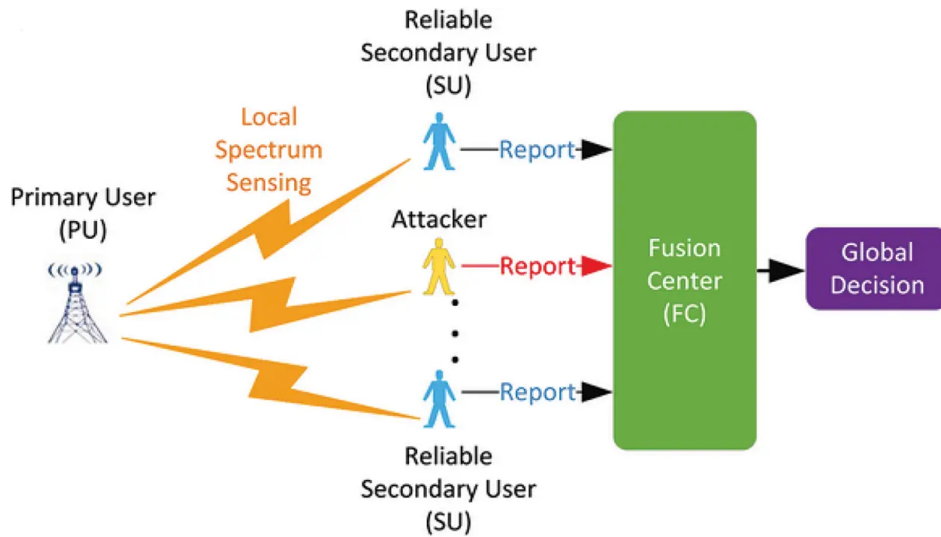 Reliable
Secondary User
(SU)
Local
Spectrum
Sensing
Report
Primary User
(PU)
Attacker
Report
Fusion
Center
(FC)
Global
Decision
Report
Reliable
Secondary User
(SU)